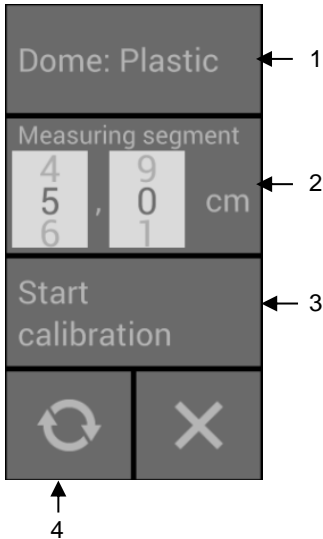 Dome: Plastic
1
Measuring segment
4 9
5 , 0 cm
6 1
2
Start
calibration
3
4